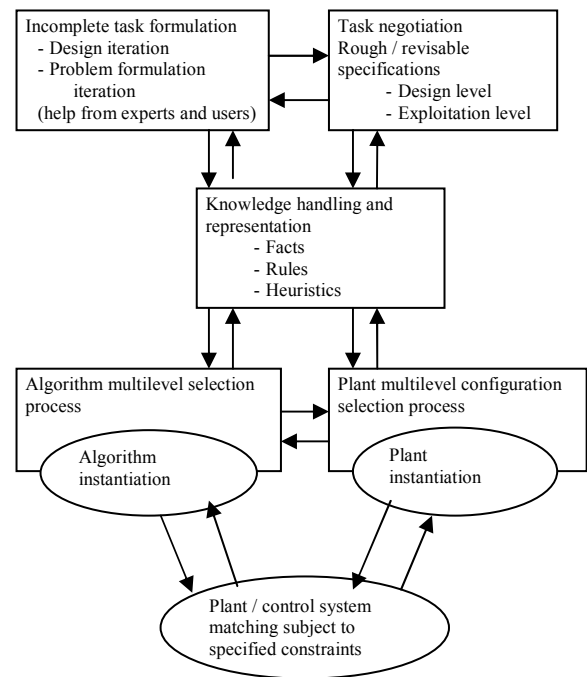 Incomplete task formulation
- Design iteration
- Problem formulation
iteration
(help from experts and users)
Task negotiation
Rough / revisable
specifications
- Design level
- Exploitation level
Knowledge handling and
representation
- Facts
- Rules
- Heuristics
Algorithm multilevel selection
process
Algorithm
instantiation
Plant multilevel configuration
selection process
Plant
instantiation
Plant / control system
matching subject to
specified constraints